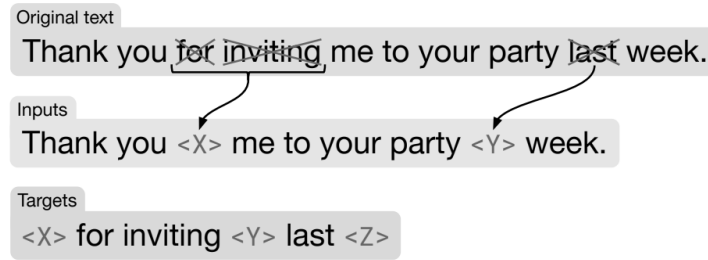 Original text
Thank you for inviting me to your party last week.
Inputs
Thank you <X> me to your party <Y> week.
Targets
<X> for inviting <Y> last <Z>